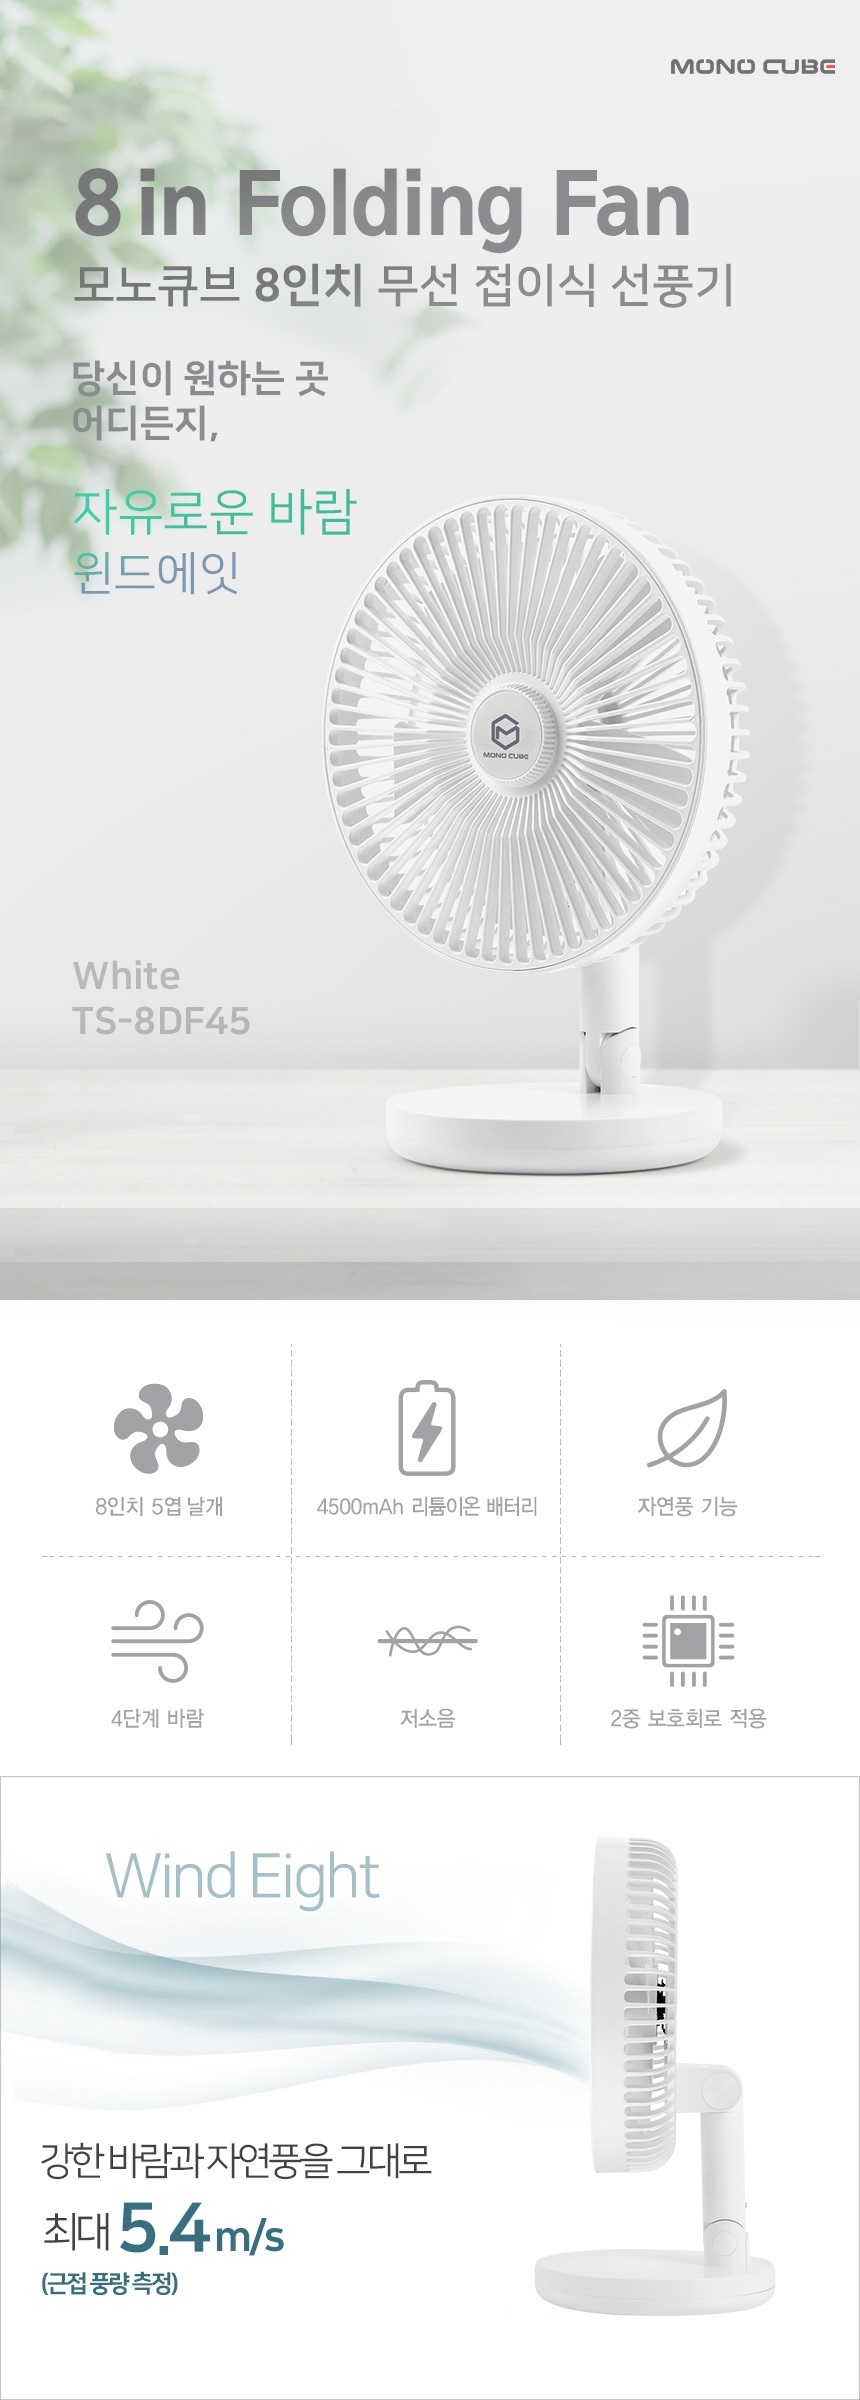 MONO CUBE
8 in Folding Fan
모노큐브 8인치 무선 접이식 선풍기
당신이 원하는 곳
어디든지,
자유로운 바람
윈드에잇
MONO CUBE
White
TS-8DF45
8인치 5엽 날개
4500mAh 리튬이온 배터리
자연풍 기능
4단계 바람
저소음
2중 보호회로 적용
Wind Eight
강한 바람과 자연풍을 그대로
최대 5.4 m/s
(근접 풍량 측정)